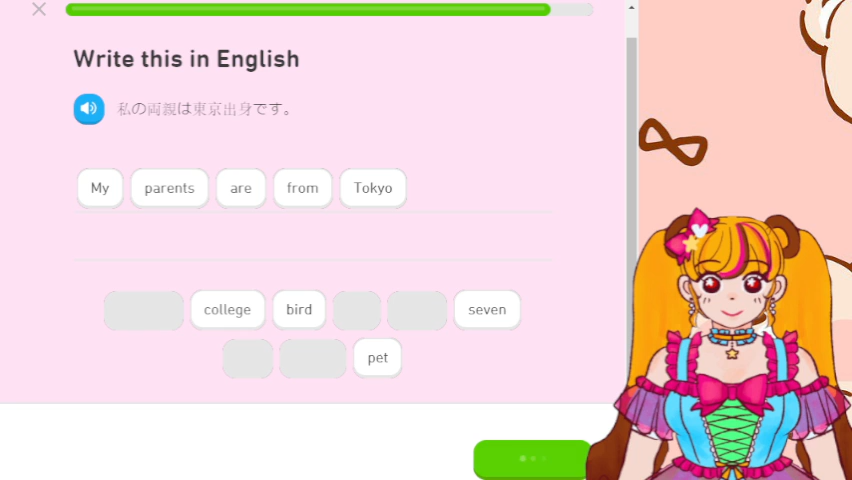 Write this in English
私の両親は東京出身です。
My parents are from Tokyo
college bird seven
pet